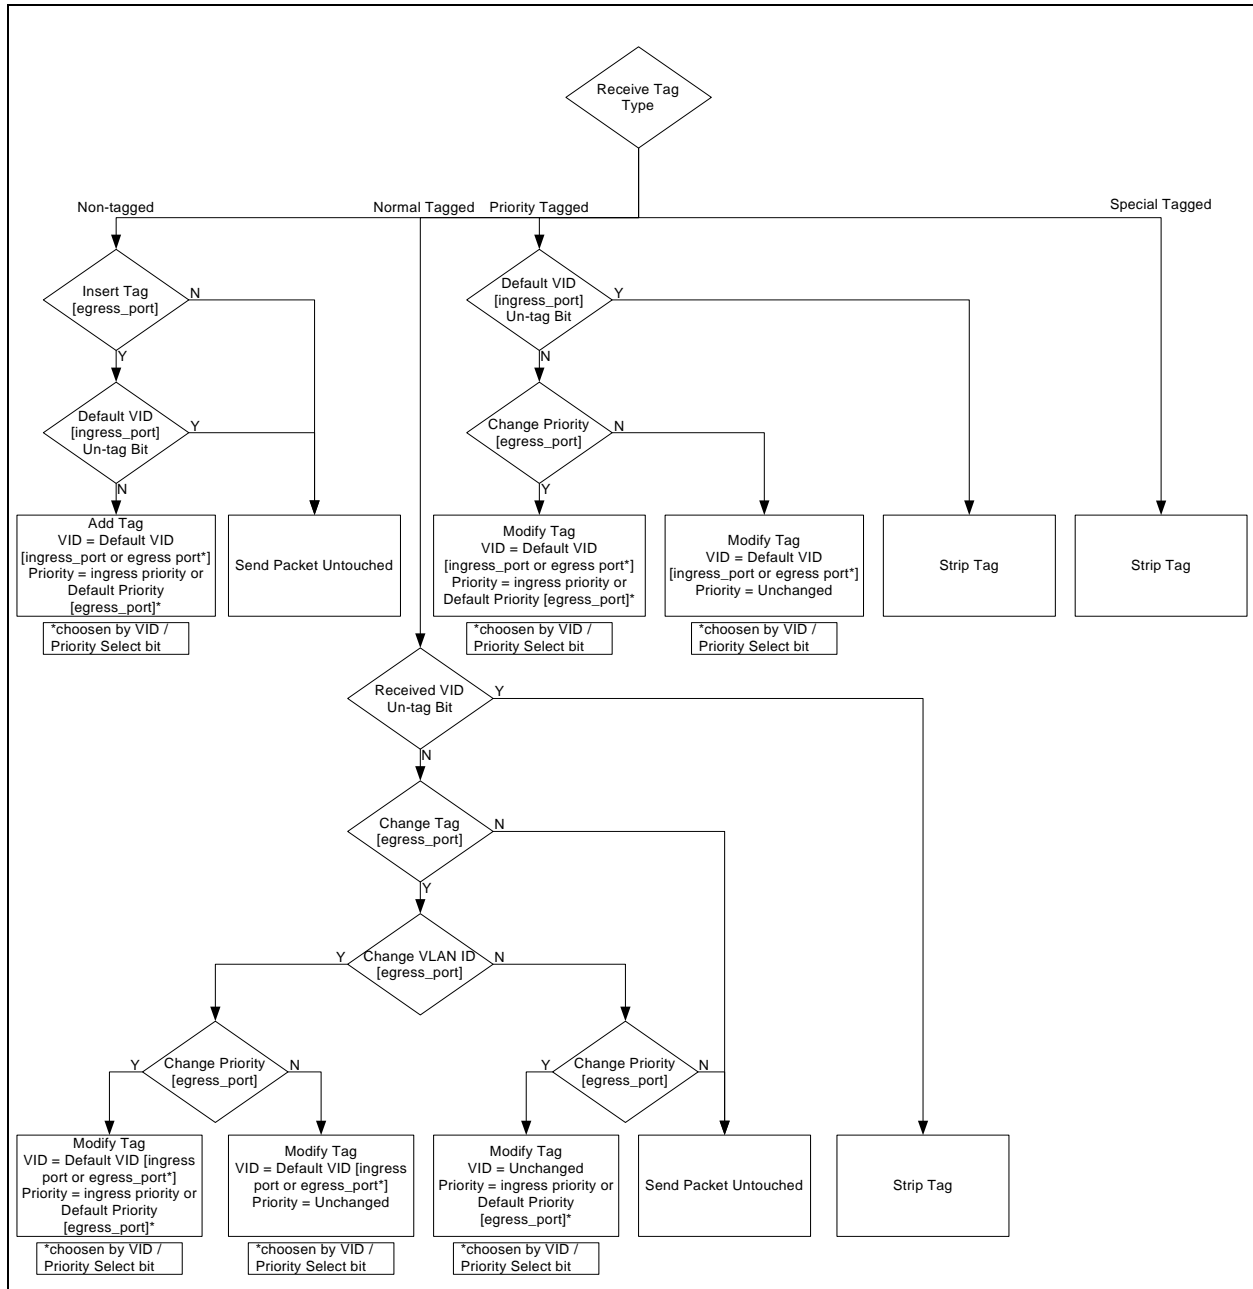 Receive Tag
Type
Non-tagged
Normal Tagged
Priority Tagged
Special Tagged
Insert Tag
[egress_port]
N
Y
Default VID
[ingress_port]
Un-tag Bit
Y
N
Default VID
[ingress_port]
Un-tag Bit
Y
N
Change Priority
[egress_port]
N
Y
Add Tag
VID = Default VID
[ingress_port or egress port*]
Priority = ingress priority or
Default Priority
[egress_port]*
*choosen by VID /
Priority Select bit
Send Packet Untouched
Modify Tag
VID = Default VID
[ingress_port or egress port*]
Priority = ingress priority or
Default Priority [egress_port]*
*choosen by VID /
Priority Select bit
Modify Tag
VID = Default VID
[ingress_port or egress port*]
Priority = Unchanged
*choosen by VID /
Priority Select bit
Strip Tag
Strip Tag
Received VID
Un-tag Bit
Y
N
Change Tag
[egress_port]
N
Y
Change VLAN ID
[egress_port]
Y
N
Change Priority
[egress_port]
Y
N
Change Priority
[egress_port]
Y
N
Modify Tag
VID = Default VID [ingress
port or egress_port*]
Priority = ingress priority or
Default Priority
[egress_port]*
*choosen by VID /
Priority Select bit
Modify Tag
VID = Default VID [ingress
port or egress_port*]
Priority = Unchanged
*choosen by VID /
Priority Select bit
Modify Tag
VID = Unchanged
Priority = ingress priority or
Default Priority
[egress_port]*
*choosen by VID /
Priority Select bit
Send Packet Untouched
Strip Tag